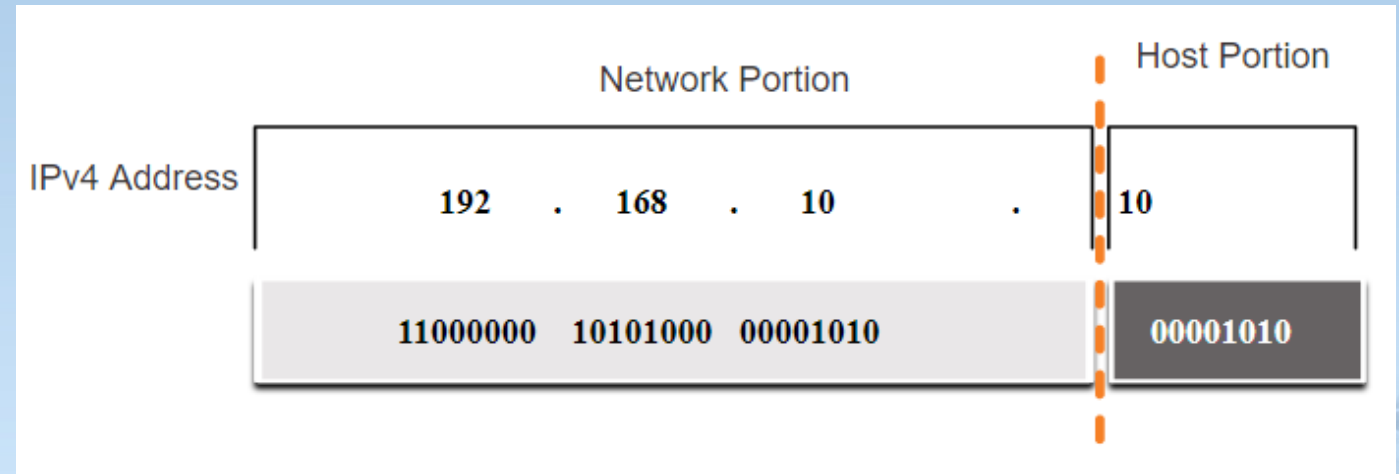 Network Portion
Host Portion
IPv4 Address
192 . 168 . 10 . 10
11000000 10101000 00001010 00001010